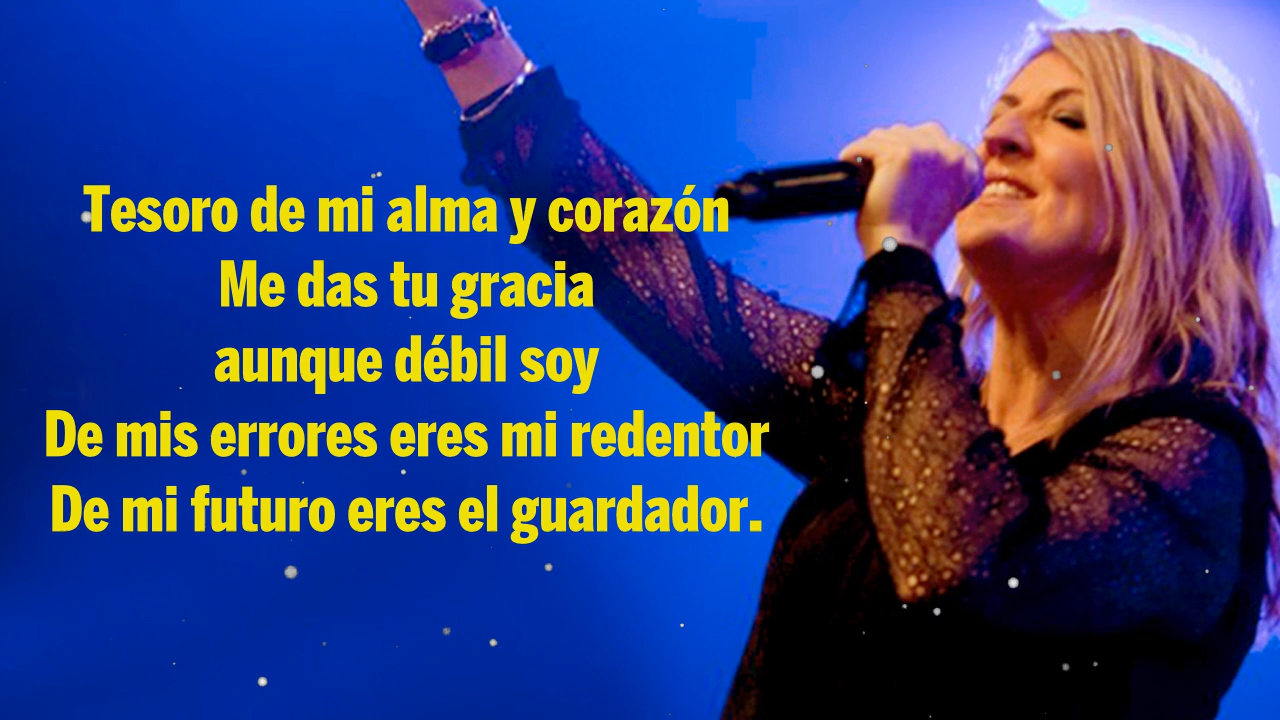 Tesoro de mi alma y corazón
Me das tu gracia
aunque débil soy
De mis errores eres mi redentor
De mi futuro eres el guardador.